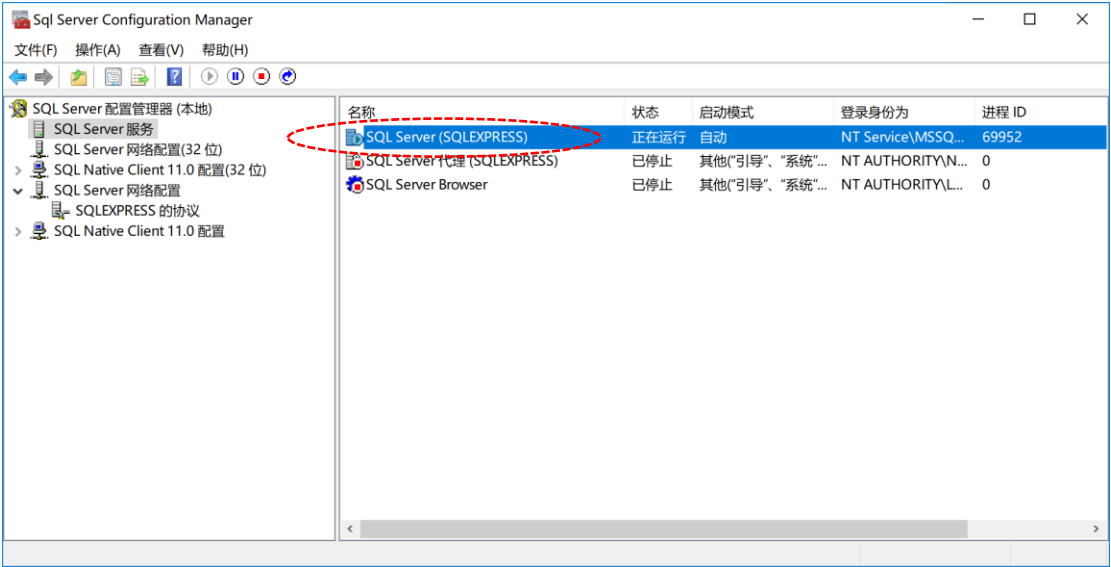 Sql Server Configuration Manager
文件(F) 操作(A) 查看(V) 帮助(H)
SQL Server 配置管理器 (本地)
SQL Server 服务
SQL Server 网络配置(32 位)
SQL Native Client 11.0 配置(32 位)
SQL Server 网络配置
SQLEXPRESS 的协议
SQL Native Client 11.0 配置
名称 状态 启动模式 登录身份为 进程 ID
SQL Server (SQLEXPRESS) 正在运行 自动 NT Service\MSSQ... 69952
SQL Server 代理 (SQLEXPRESS) 已停止 其他("引导"、"系统"... NT AUTHORITY\N... 0
SQL Server Browser 已停止 其他("引导"、"系统"... NT AUTHORITY\L... 0